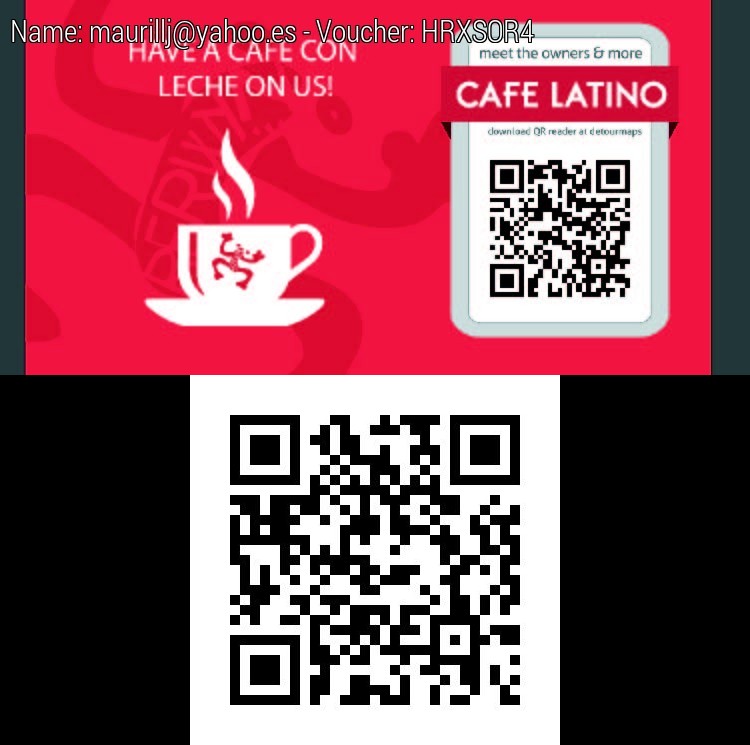 Name: maurillj@yahoo.es - Voucher: HRXSOR4
HAVE A CAFE CON
LECHE ON US!
meet the owners & more
CAFE LATINO
download QR reader at detourmaps